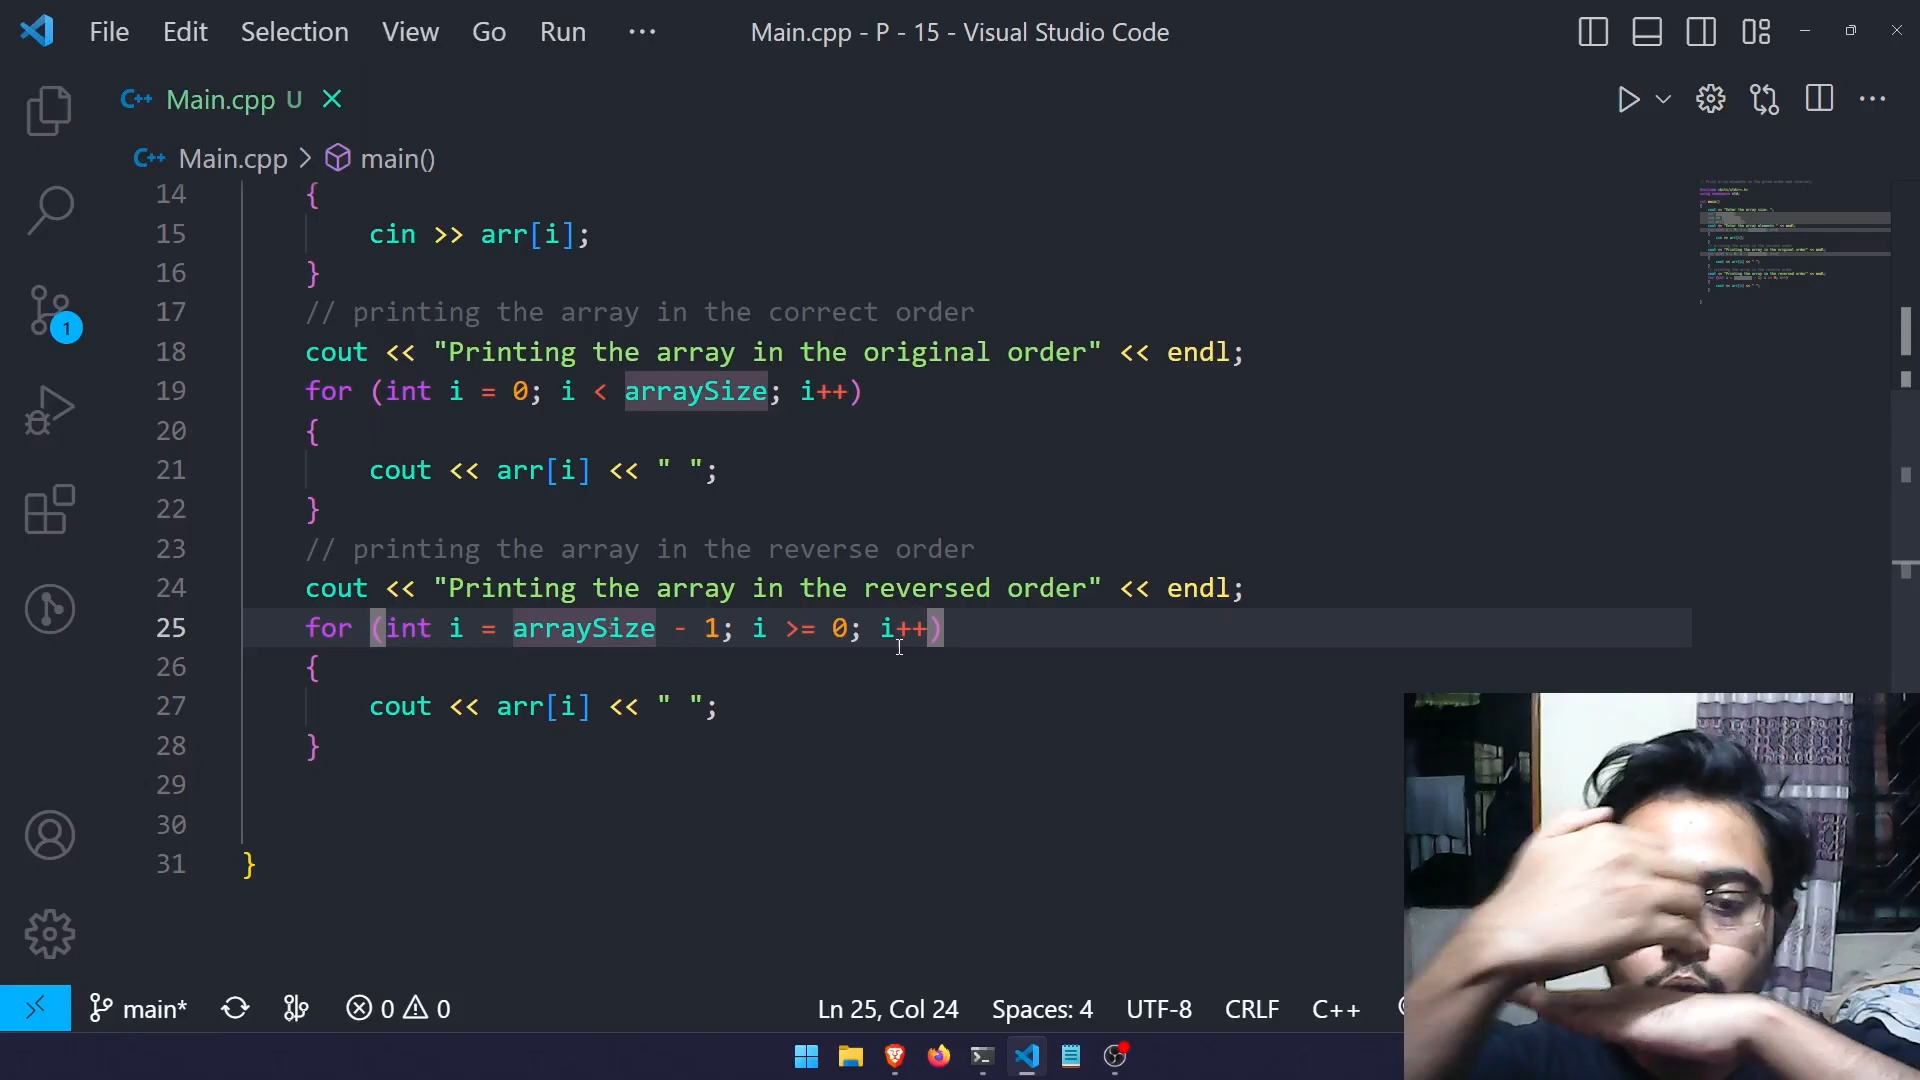 File Edit Selection View Go Run ··· Main.cpp - P - 15 - Visual Studio Code
C++ Main.cpp U
C++ Main.cpp > main()
14 {
15 cin >> arr[i];
16 }
17 // printing the array in the correct order
18 cout << "Printing the array in the original order" << endl;
19 for (int i = 0; i < arraySize; i++)
20 {
21 cout << arr[i] << " ";
22 }
23 // printing the array in the reverse order
24 cout << "Printing the array in the reversed order" << endl;
25 for (int i = arraySize - 1; i >= 0; i++)
26 {
27 cout << arr[i] << " ";
28 }
29
30
31 }
1
main* 0 0 Ln 25, Col 24 Spaces: 4 UTF-8 CRLF C++